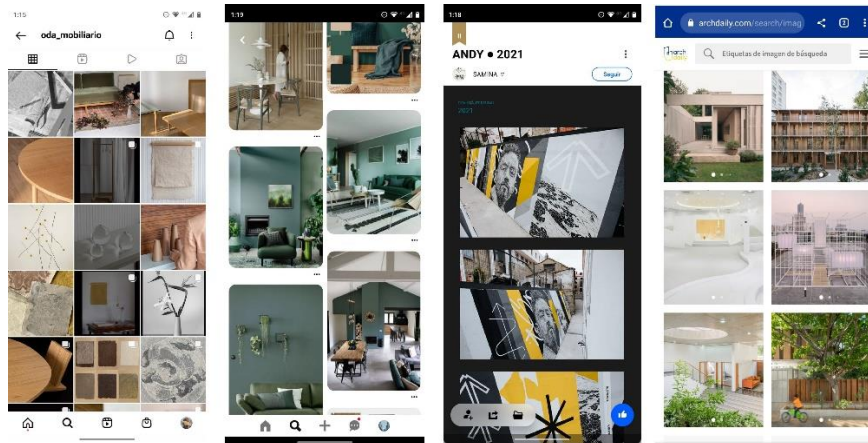 1:15
oda_mobiliario
1:19
1:18
ANDY • 2021
SAMINA
Seguir
2021
archdaily.com/search/imag
Etiquetas de imagen de búsqueda